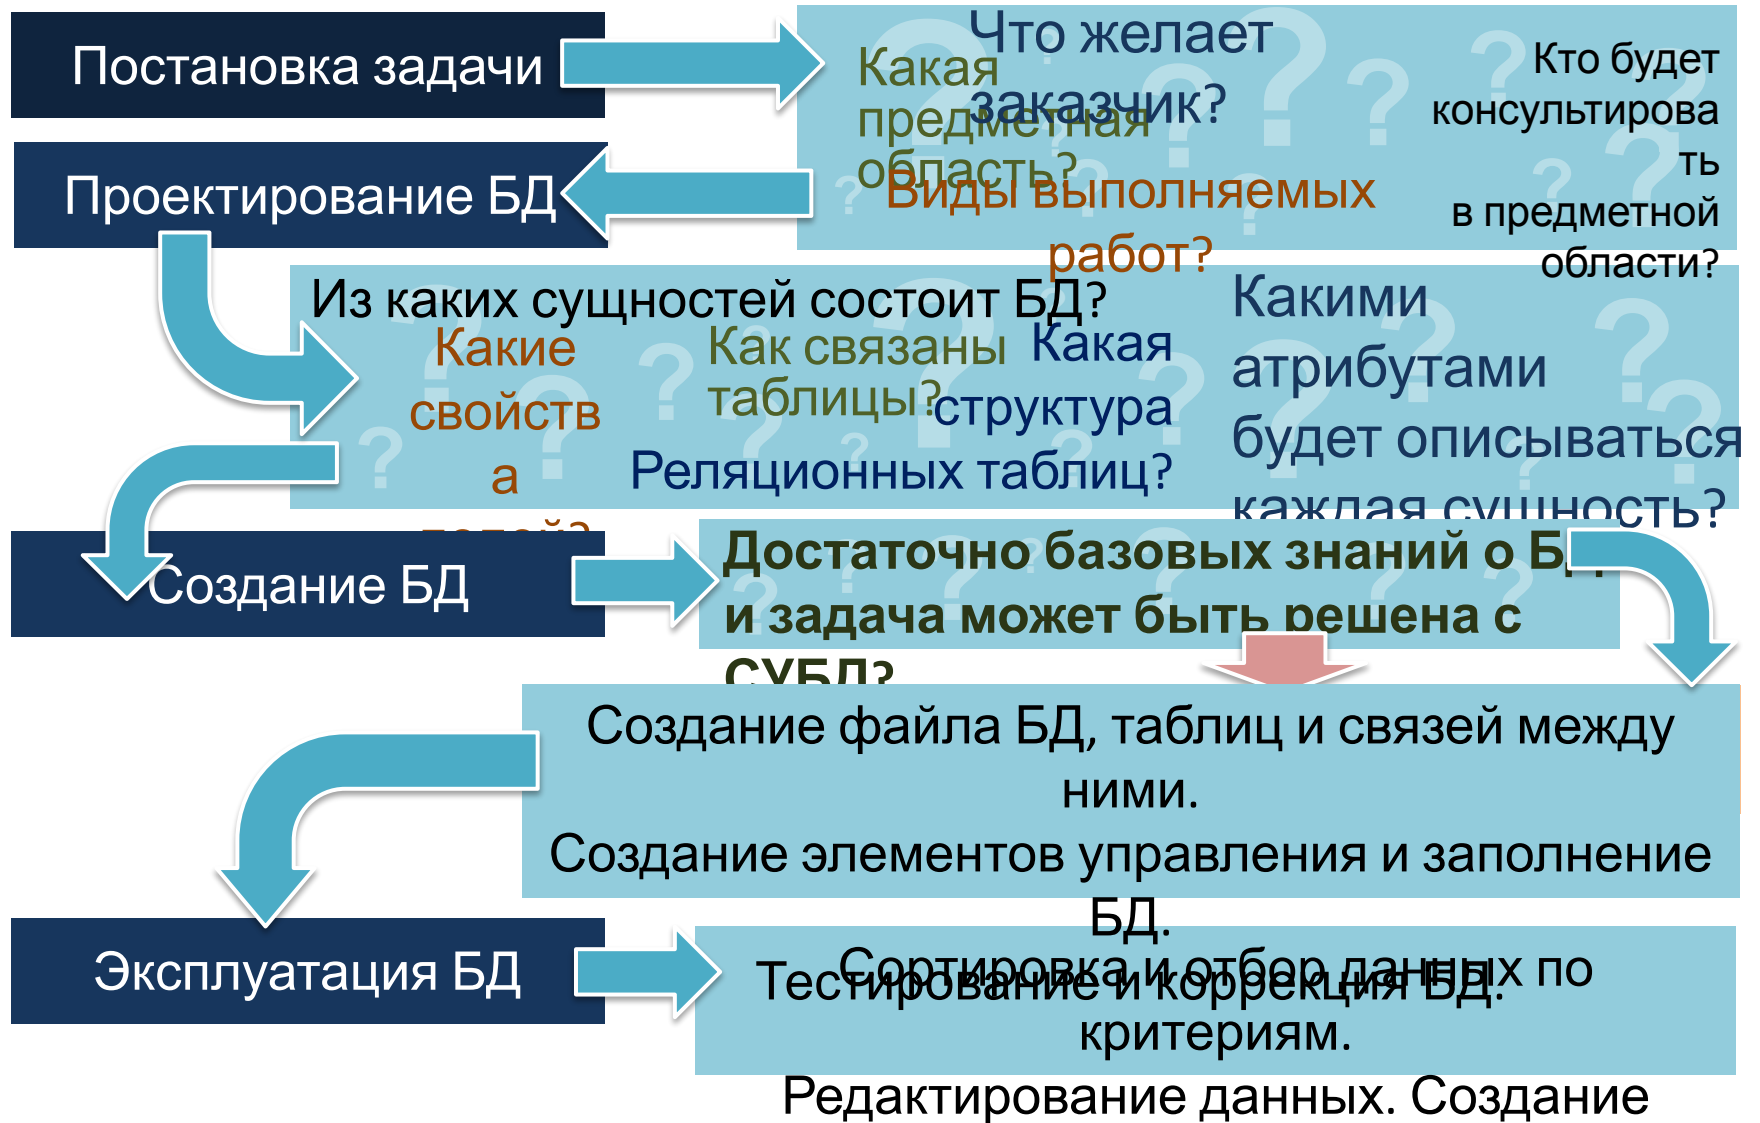 Постановка задачи
Что желает
заказчик?
Какая
предметная
область?
Кто будет
консультирова
ть
в предметной
области?
Виды выполняемых
работ?
Проектирование БД
Из каких сущностей состоит БД?
Какие
свойств
а
полей?
Как связаны
таблицы?
Какая
структура
Реляционных таблиц?
Какими
атрибутами
будет описываться
каждая сущность?
Создание БД
Достаточно базовых знаний о БД
и задача может быть решена с
СУБД?
Создание файла БД, таблиц и связей между
ними.
Создание элементов управления и заполнение
БД.
Тестирование и коррекция БД.
Эксплуатация БД
Сортировка и отбор данных по
критериям.
Редактирование данных. Создание